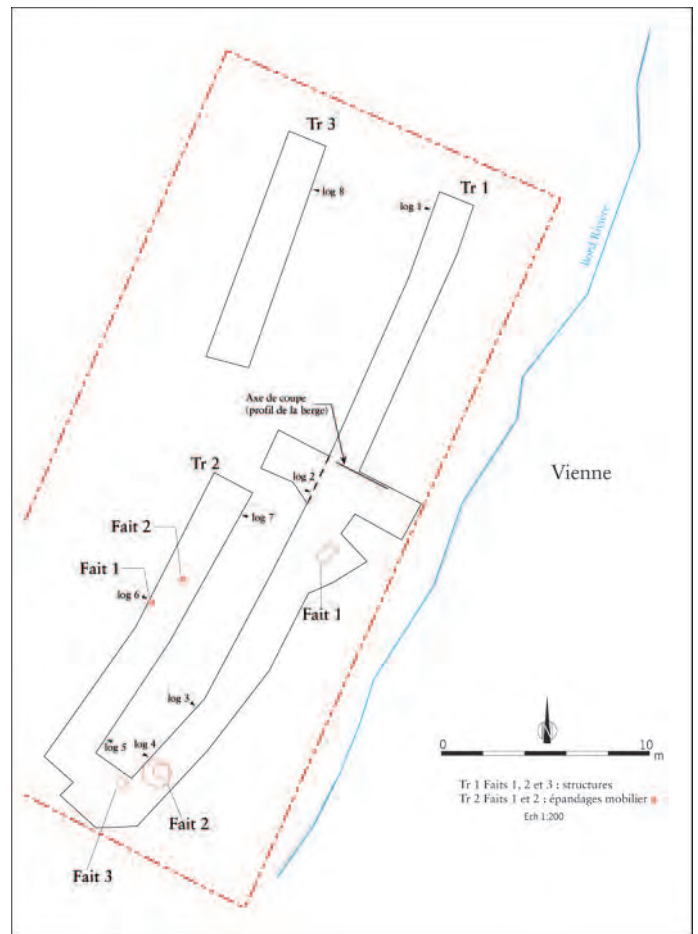 Tr 3
Tr 1
log 8
log 1
Bord Rivière
Axe de coupe
(profil de la berge)
Tr 2
log 2
Vienne
log 7
Fait 2
Fait 1
log 6
Fait 1
log 3
log 5
log 4
N
0 10
m
Tr 1 Faits 1, 2 et 3 : structures
Tr 2 Faits 1 et 2 : épandages mobilier
Ech 1:200
Fait 2
Fait 3